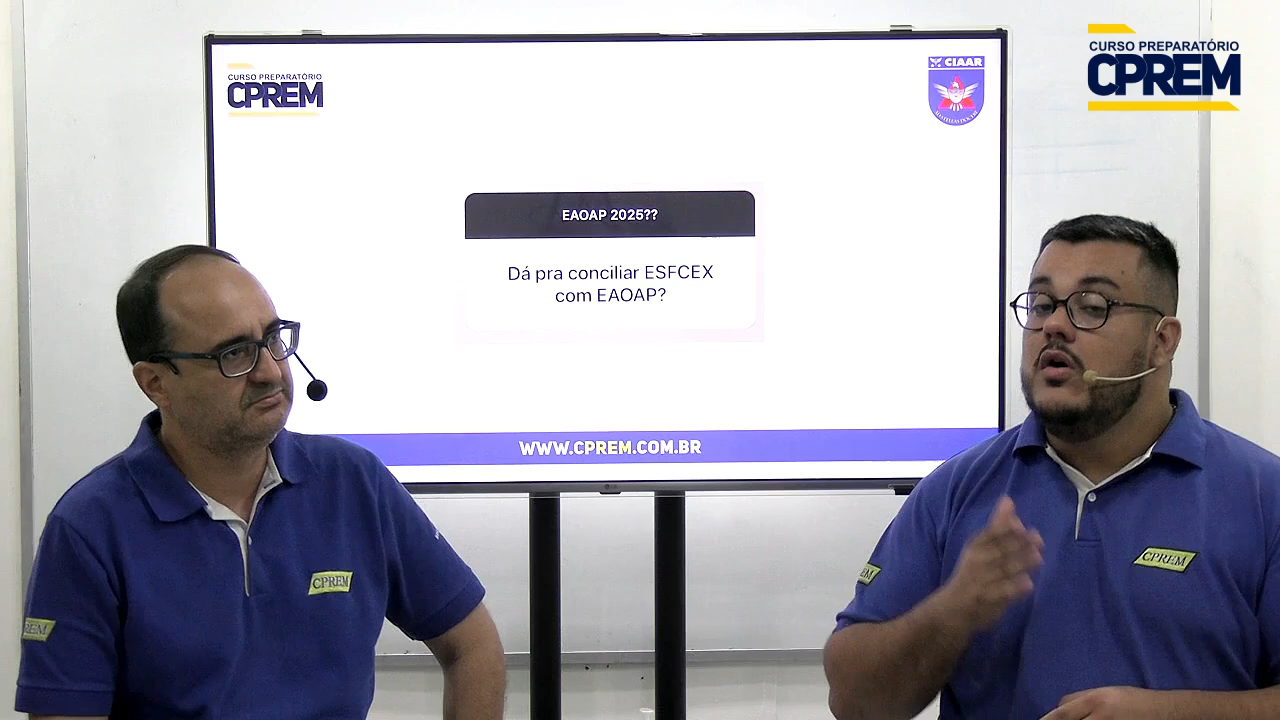 CURSO PREPARATÓRIO
CPREM
CURSO PREPARATÓRIO
CPREM
CIAAR
EAOAP 2025??
Dá pra conciliar ESFCEX
com EAOAP?
WWW.CPREM.COM.BR
LG
CPREM
CPREM